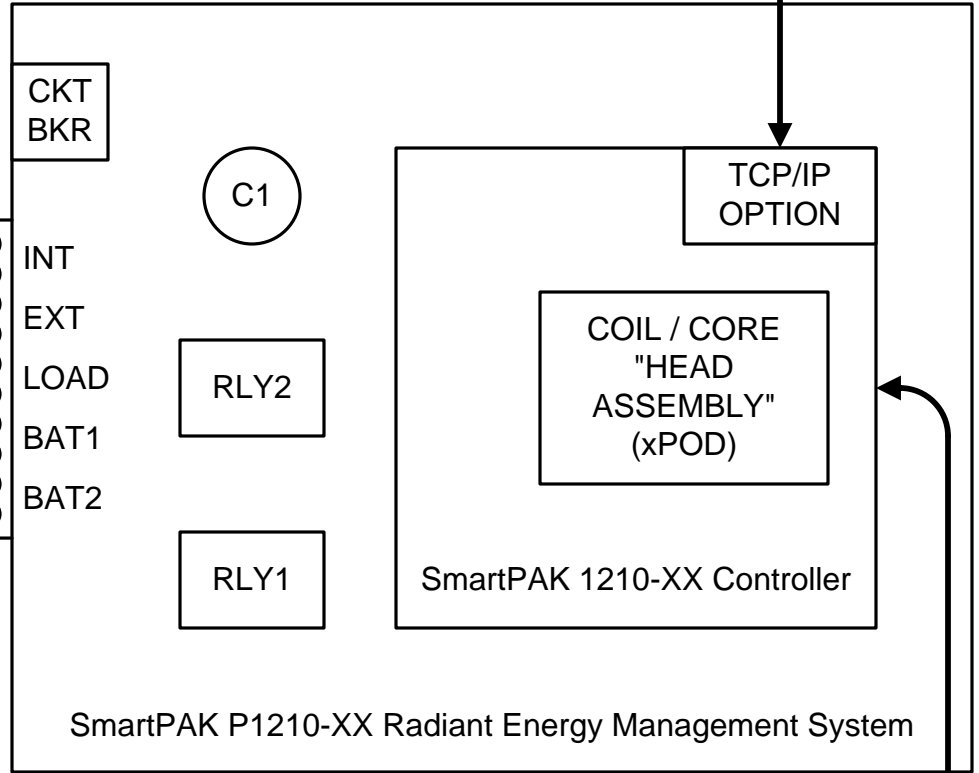 CKT
BKR
C1
TCP/IP
OPTION
INT
EXT
LOAD
BAT1
BAT2
RLY2
COIL / CORE
"HEAD
ASSEMBLY"
(xPOD)
RLY1
SmartPAK 1210-XX Controller
SmartPAK P1210-XX Radiant Energy Management System